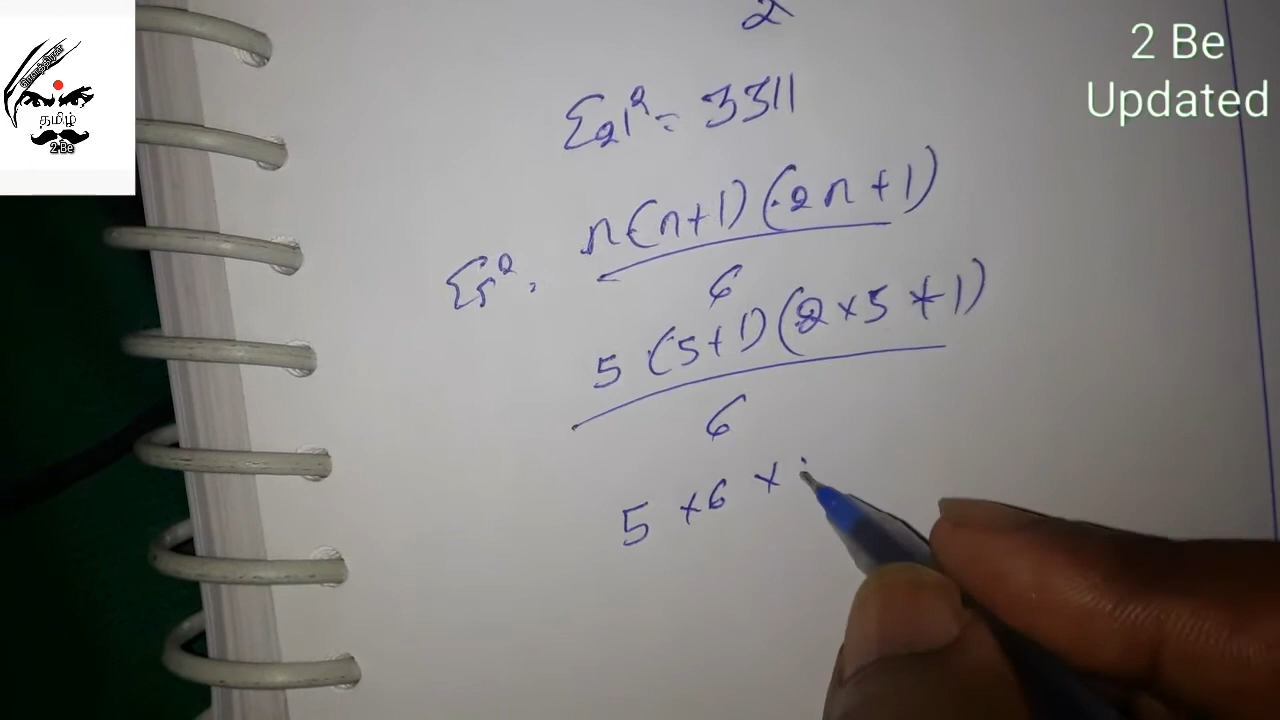 2
Σ21² = 3311
Σ5² = n(n+1)(2n+1)
6
5 (5+1) (2×5+1)
6
5 ×6 ×
தமிழ்
2 Be
2 Be
Updated